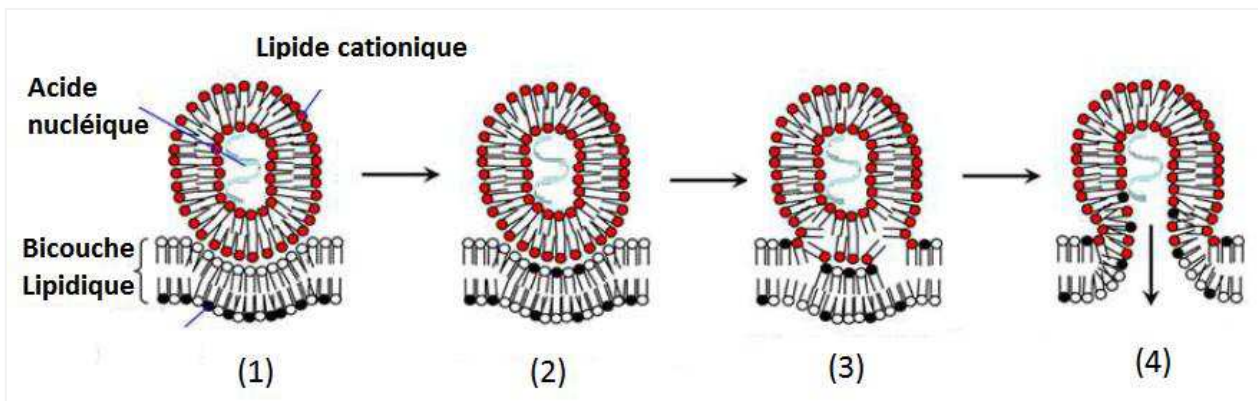 Lipide cationique
Acide
nucléique
Bicouche
Lipidique
(1)
(2)
(3)
(4)